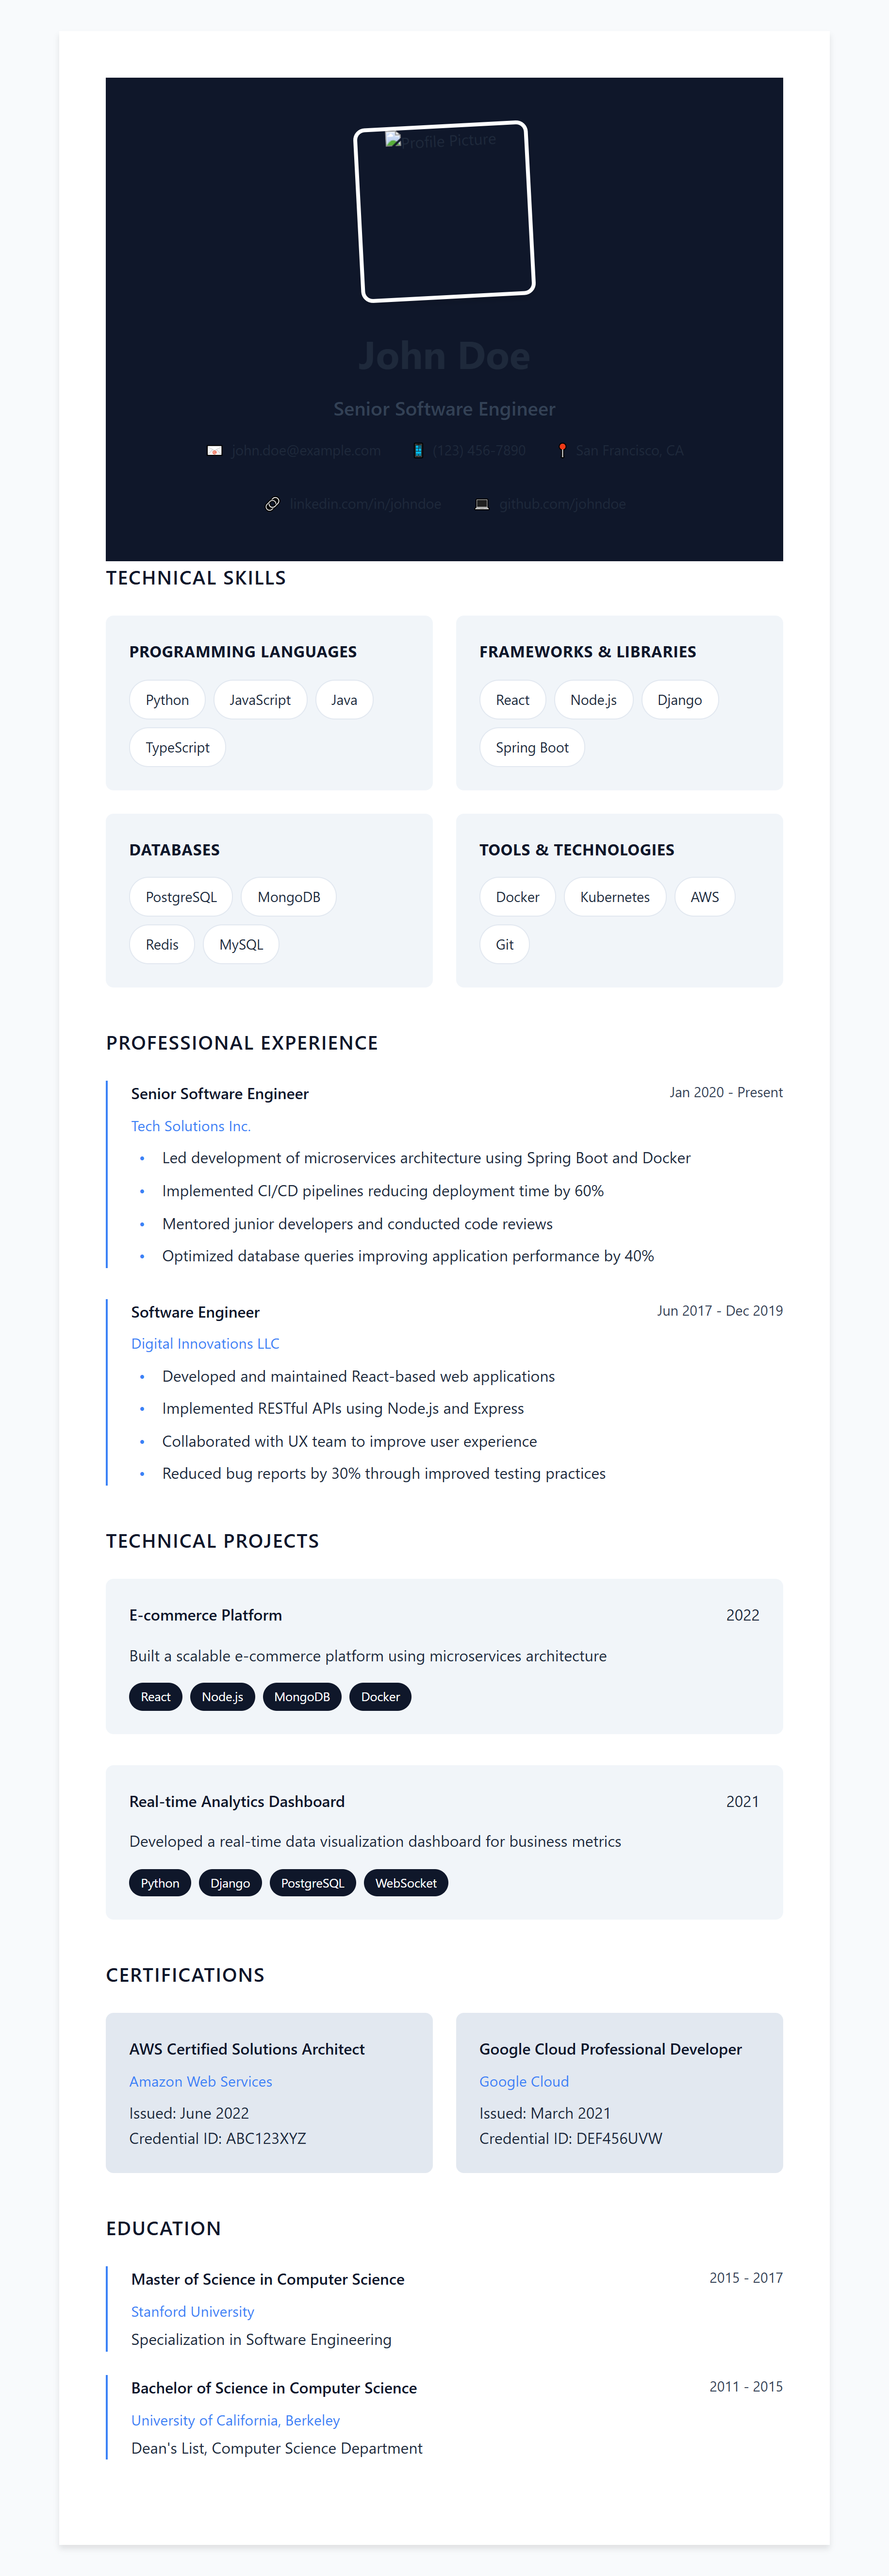 Profile Picture
John Doe
Senior Software Engineer
john.doe@example.com (123) 456-7890 San Francisco, CA
linkedin.com/in/johndoe github.com/johndoe
TECHNICAL SKILLS
PROGRAMMING LANGUAGES
Python JavaScript Java
TypeScript
FRAMEWORKS & LIBRARIES
React Node.js Django
Spring Boot
DATABASES
PostgreSQL MongoDB
Redis MySQL
TOOLS & TECHNOLOGIES
Docker Kubernetes AWS
Git
PROFESSIONAL EXPERIENCE
Senior Software Engineer Jan 2020 - Present
Tech Solutions Inc.
• Led development of microservices architecture using Spring Boot and Docker
• Implemented CI/CD pipelines reducing deployment time by 60%
• Mentored junior developers and conducted code reviews
• Optimized database queries improving application performance by 40%
Software Engineer Jun 2017 - Dec 2019
Digital Innovations LLC
• Developed and maintained React-based web applications
• Implemented RESTful APIs using Node.js and Express
• Collaborated with UX team to improve user experience
• Reduced bug reports by 30% through improved testing practices
TECHNICAL PROJECTS
E-commerce Platform 2022
Built a scalable e-commerce platform using microservices architecture
React Node.js MongoDB Docker
Real-time Analytics Dashboard 2021
Developed a real-time data visualization dashboard for business metrics
Python Django PostgreSQL WebSocket
CERTIFICATIONS
AWS Certified Solutions Architect
Amazon Web Services
Issued: June 2022
Credential ID: ABC123XYZ
Google Cloud Professional Developer
Google Cloud
Issued: March 2021
Credential ID: DEF456UVW
EDUCATION
Master of Science in Computer Science 2015 - 2017
Stanford University
Specialization in Software Engineering
Bachelor of Science in Computer Science 2011 - 2015
University of California, Berkeley
Dean's List, Computer Science Department